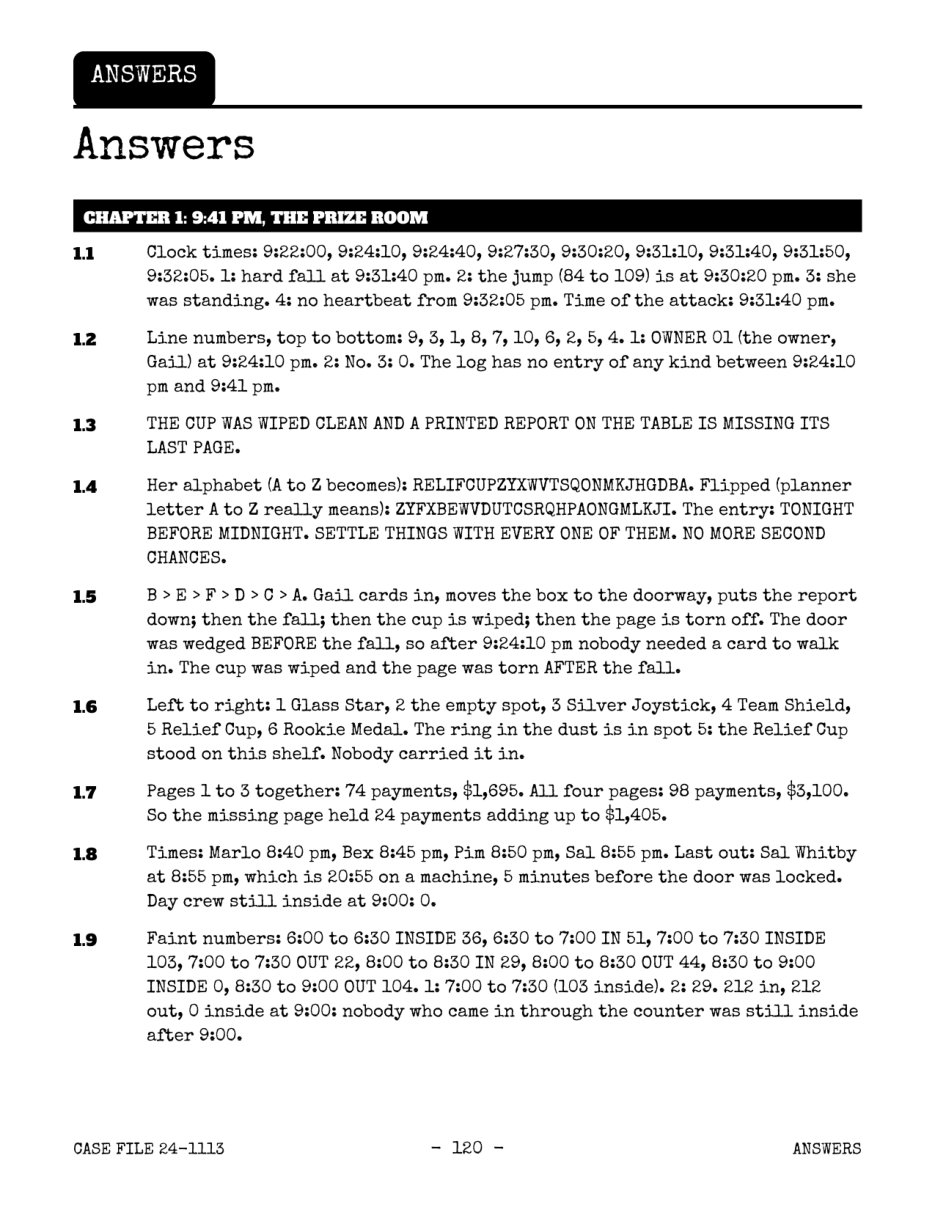 ANSWERS
Answers
CHAPTER 1: 9:41 PM, THE PRIZE ROOM
1.1 Clock times: 9:22:00, 9:24:10, 9:24:40, 9:27:30, 9:30:20, 9:31:10, 9:31:40, 9:31:50,
9:32:05. 1: hard fall at 9:31:40 pm. 2: the jump (84 to 109) is at 9:30:20 pm. 3: she
was standing. 4: no heartbeat from 9:32:05 pm. Time of the attack: 9:31:40 pm.
1.2 Line numbers, top to bottom: 9, 3, 1, 8, 7, 10, 6, 2, 5, 4. 1: OWNER 01 (the owner,
Gail) at 9:24:10 pm. 2: No. 3: 0. The log has no entry of any kind between 9:24:10
pm and 9:41 pm.
1.3 THE CUP WAS WIPED CLEAN AND A PRINTED REPORT ON THE TABLE IS MISSING ITS
LAST PAGE.
1.4 Her alphabet (A to Z becomes): RELIFCUPZYXWVTSQONMKJHGDBA. Flipped (planner
letter A to Z really means): ZYFXBEWVDUTCSRQHPAONGMLKJI. The entry: TONIGHT
BEFORE MIDNIGHT. SETTLE THINGS WITH EVERY ONE OF THEM. NO MORE SECOND
CHANCES.
1.5 B > E > F > D > C > A. Gail cards in, moves the box to the doorway, puts the report
down; then the fall; then the cup is wiped; then the page is torn off. The door
was wedged BEFORE the fall, so after 9:24:10 pm nobody needed a card to walk
in. The cup was wiped and the page was torn AFTER the fall.
1.6 Left to right: 1 Glass Star, 2 the empty spot, 3 Silver Joystick, 4 Team Shield,
5 Relief Cup, 6 Rookie Medal. The ring in the dust is in spot 5: the Relief Cup
stood on this shelf. Nobody carried it in.
1.7 Pages 1 to 3 together: 74 payments, $1,695. All four pages: 98 payments, $3,100.
So the missing page held 24 payments adding up to $1,405.
1.8 Times: Marlo 8:40 pm, Bex 8:45 pm, Pim 8:50 pm, Sal 8:55 pm. Last out: Sal Whitby
at 8:55 pm, which is 20:55 on a machine, 5 minutes before the door was locked.
Day crew still inside at 9:00: 0.
1.9 Faint numbers: 6:00 to 6:30 INSIDE 36, 6:30 to 7:00 IN 51, 7:00 to 7:30 INSIDE
103, 7:00 to 7:30 OUT 22, 8:00 to 8:30 IN 29, 8:00 to 8:30 OUT 44, 8:30 to 9:00
INSIDE 0, 8:30 to 9:00 OUT 104. 1: 7:00 to 7:30 (103 inside). 2: 29. 212 in, 212
out, 0 inside at 9:00: nobody who came in through the counter was still inside
after 9:00.
CASE FILE 24-1113
- 120 -
ANSWERS